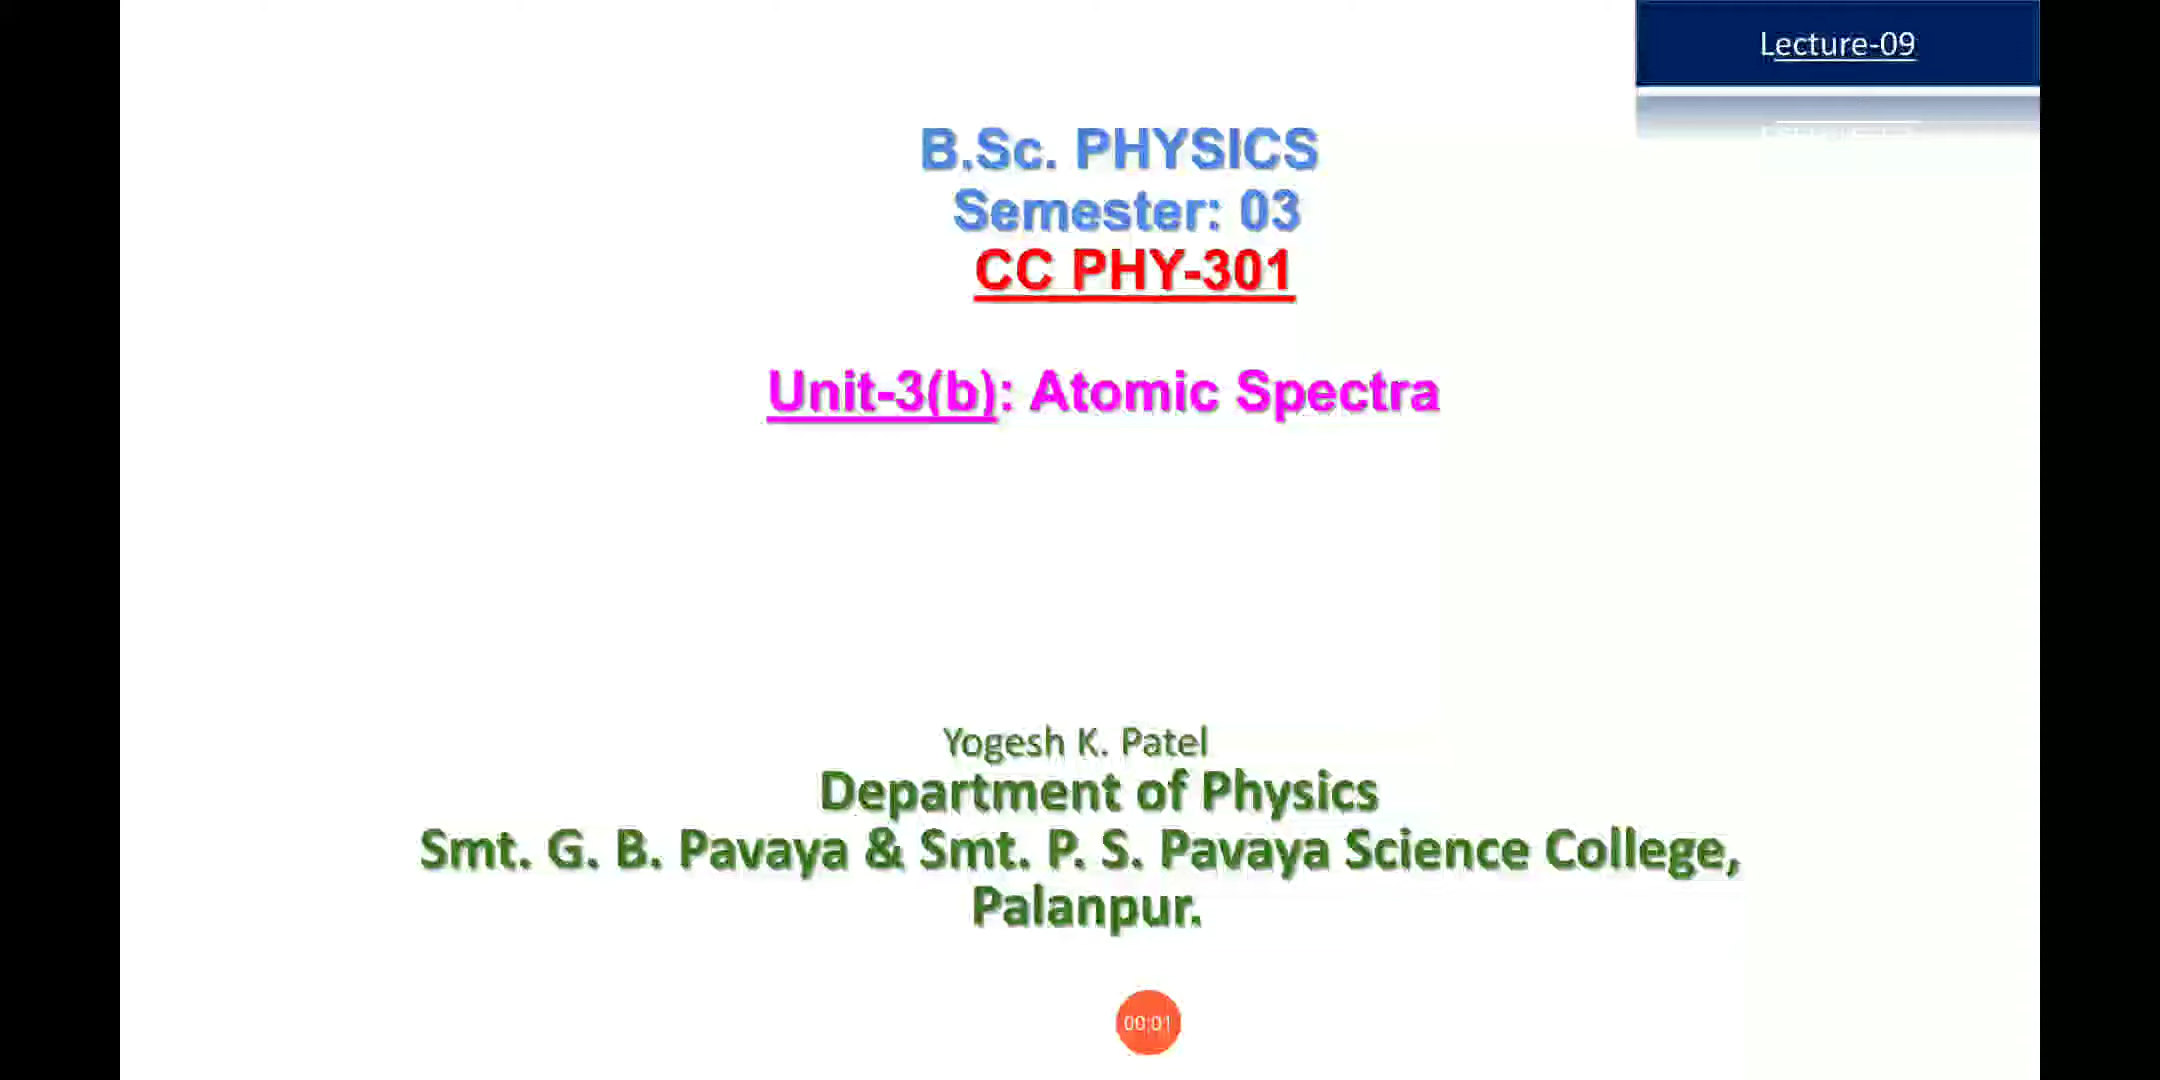 Lecture-09
B.Sc. PHYSICS
Semester: 03
CC PHY-301
Unit-3(b): Atomic Spectra
Yogesh K. Patel
Department of Physics
Smt. G. B. Pavaya & Smt. P. S. Pavaya Science College,
Palanpur.
00:01